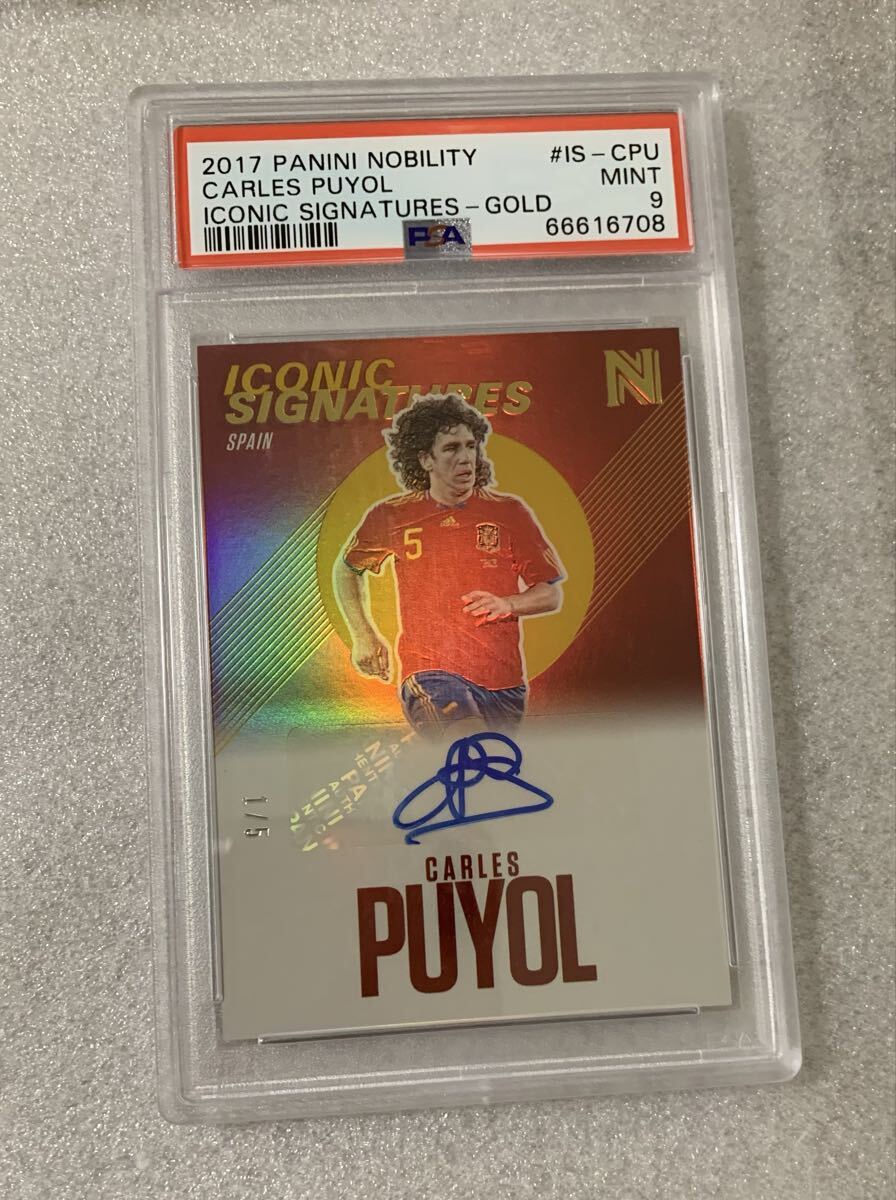 2017 PANINI NOBILITY #IS-CPU
CARLES PUYOL MINT
ICONIC SIGNATURES-GOLD 9
PSA 66616708
ICONIC
SIGNATURES
N
SPAIN
adidas
5
1/5
CARLES
PUYOL